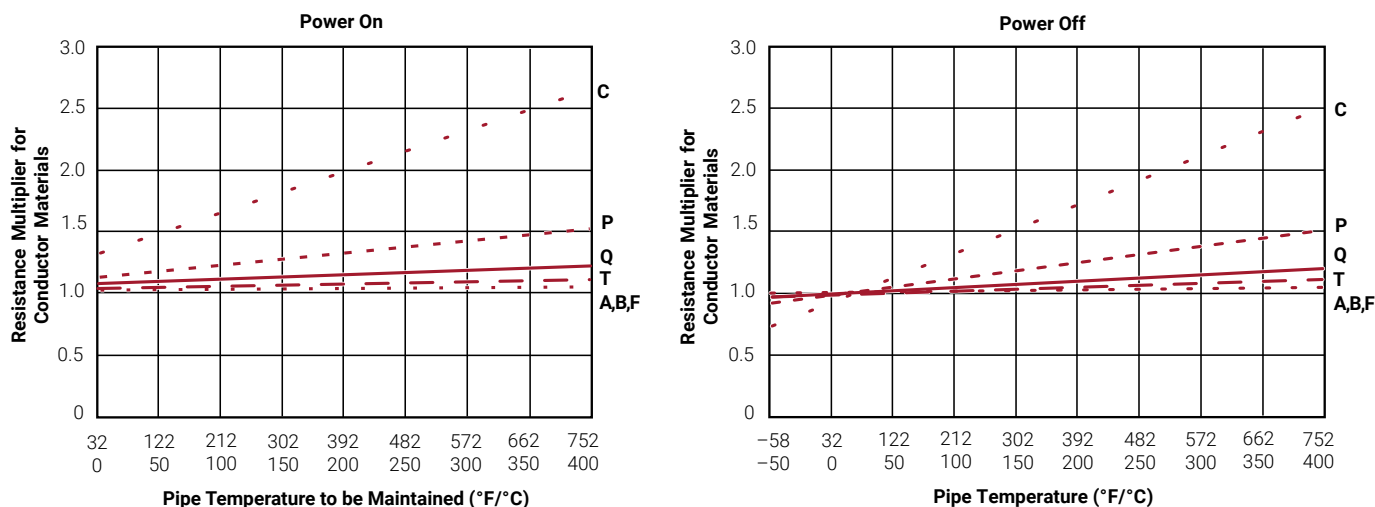 Power On
Resistance Multiplier for
Conductor Materials
3.0
2.5
2.0
1.5
1.0
0.5
0
C
P
Q
T
A,B,F
32 122 212 302 392 482 572 662 752
0 50 100 150 200 250 300 350 400
Pipe Temperature to be Maintained (°F/°C)
Power Off
Resistance Multiplier for
Conductor Materials
3.0
2.5
2.0
1.5
1.0
0.5
0
C
P
Q
T
A,B,F
−58 32 122 212 302 392 482 572 662 752
−50 0 50 100 150 200 250 300 350 400
Pipe Temperature (°F/°C)